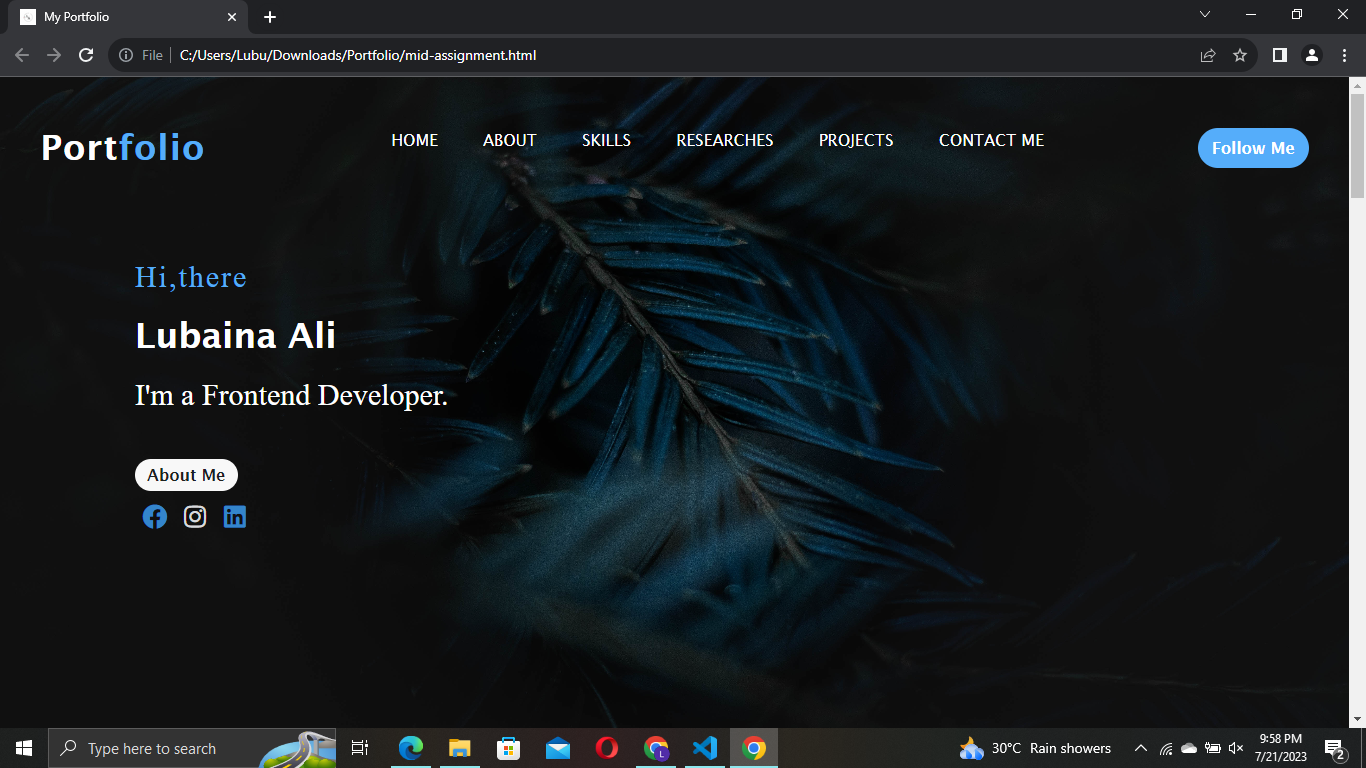 My Portfolio
File
C:/Users/Lubu/Downloads/Portfolio/mid-assignment.html
Portfolio
HOME
ABOUT
SKILLS
RESEARCHES
PROJECTS
CONTACT ME
Follow Me
Hi,there
Lubaina Ali
I'm a Frontend Developer.
About Me
Type here to search
L
30°C Rain showers
9:58 PM
7/21/2023
2